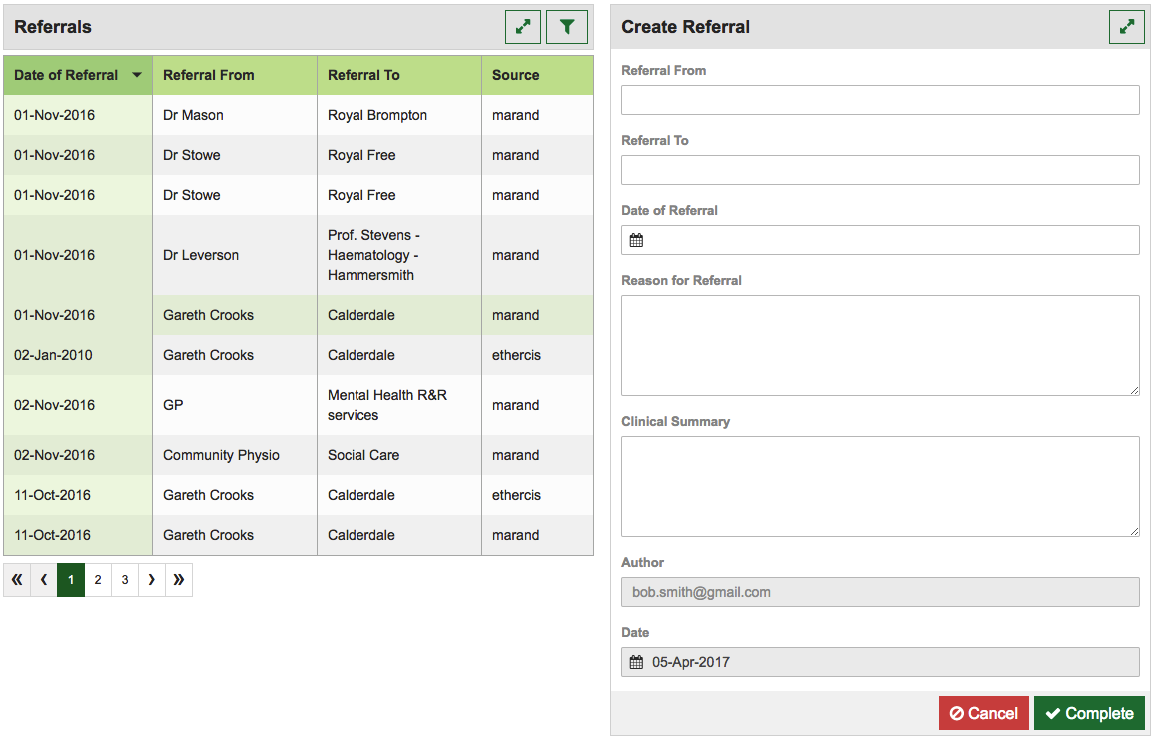 Referrals
Date of Referral Referral From Referral To Source
01-Nov-2016 Dr Mason Royal Brompton marand
01-Nov-2016 Dr Stowe Royal Free marand
01-Nov-2016 Dr Stowe Royal Free marand
01-Nov-2016 Dr Leverson Prof. Stevens -
Haematology -
Hammersmith marand
01-Nov-2016 Gareth Crooks Calderdale marand
02-Jan-2010 Gareth Crooks Calderdale ethercis
02-Nov-2016 GP Mental Health R&R
services marand
02-Nov-2016 Community Physio Social Care marand
11-Oct-2016 Gareth Crooks Calderdale ethercis
11-Oct-2016 Gareth Crooks Calderdale marand
« ‹ 1 2 3 › »
Create Referral
Referral From
Referral To
Date of Referral
Reason for Referral
Clinical Summary
Author
bob.smith@gmail.com
Date
05-Apr-2017
Cancel Complete